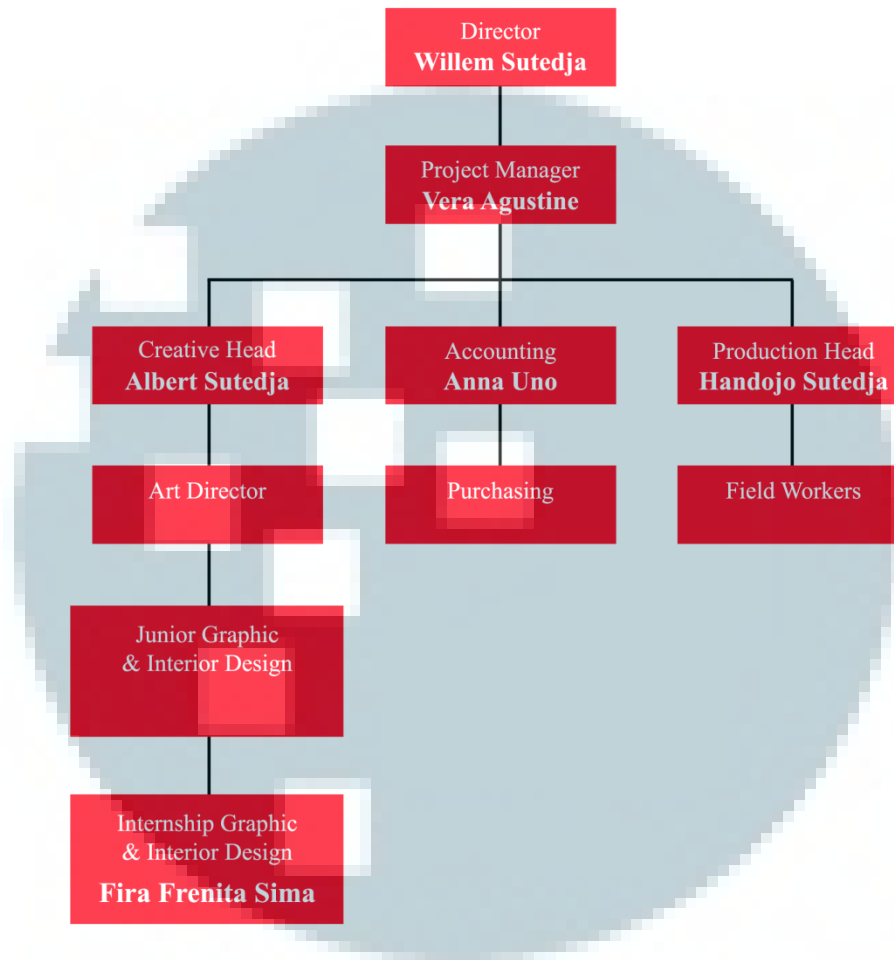 Director
Willem Sutedja
Project Manager
Vera Agustine
Creative Head
Albert Sutedja
Accounting
Anna Uno
Production Head
Handojo Sutedja
Art Director
Purchasing
Field Workers
Junior Graphic
& Interior Design
Internship Graphic
& Interior Design
Fira Frenita Sima